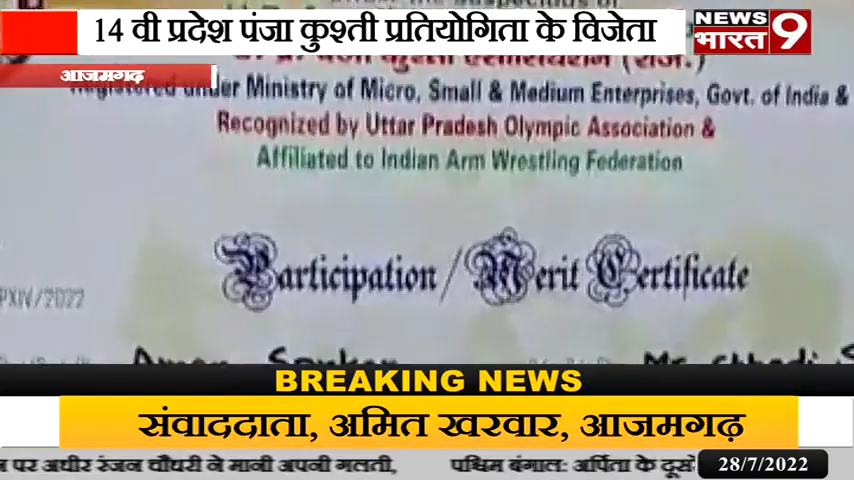 14 वी प्रदेश पंजा कुश्ती प्रतियोगिता के विजेता
NEWS
भारत 9
आजमगढ़
(राज.)
Registered under Ministry of Micro, Small & Medium Enterprises, Govt. of India &
Recognized by Uttar Pradesh Olympic Association &
Affiliated to Indian Arm Wrestling Federation
Participation / Merit Certificate
PXIV/2022
BREAKING NEWS
संवाददाता, अमित खरवार, आजमगढ़
पर अधीर रंजन चौधरी ने मानी अपनी गलती, पश्चिम बंगाल: अर्पिता के दूसरे
28/7/2022